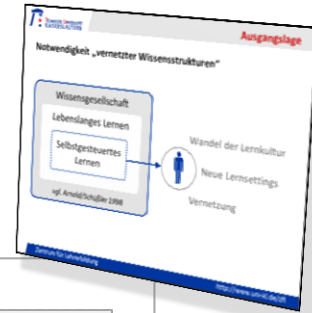 TECHNISCHE UNIVERSITÄT
KAISERSLAUTERN
Ausgangslage
Notwendigkeit „vernetzter Wissensstrukturen“
Wissensgesellschaft
Lebenslanges Lernen
Selbstgesteuertes
Lernen
vgl. Arnold/Schüßler 1998
Wandel der Lernkultur
Neue Lernsettings
Vernetzung
Zentrum für Lehrerbildung
http://www.uni-kl.de/zfl